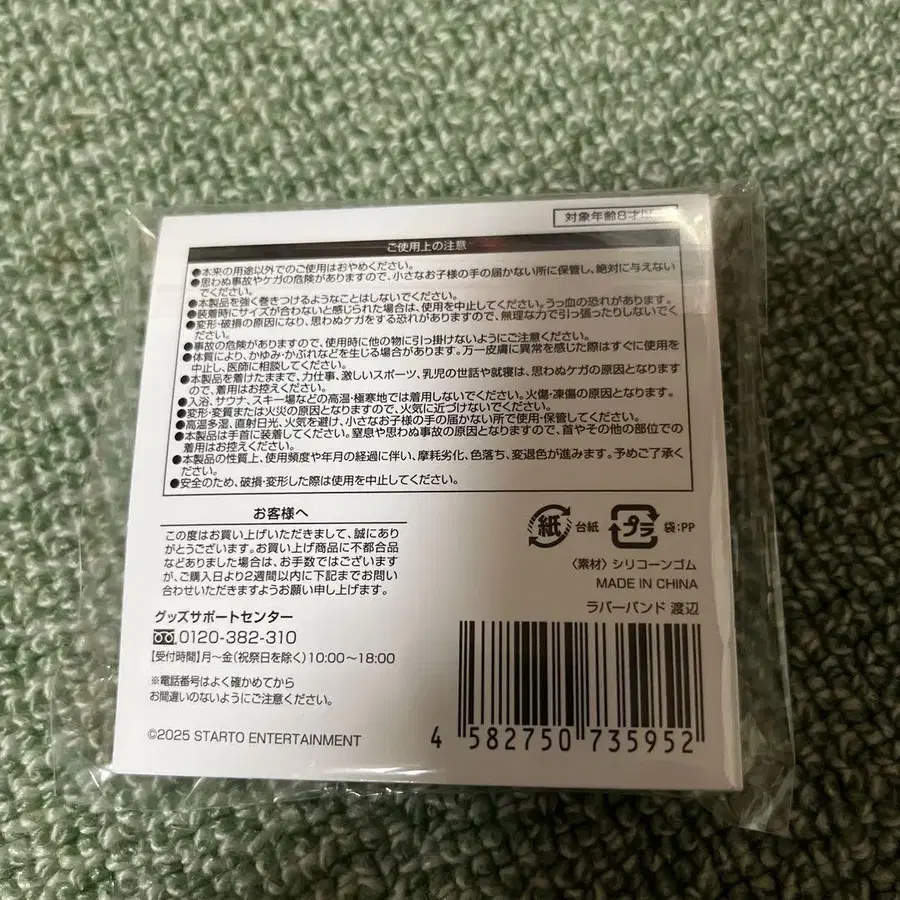 対象年齢8才以
ご使用上の注意
●本来の用途以外でのご使用はおやめください。
●思わぬ事故やケガの危険がありますので、小さなお子様の手の届かない所に保管し、絶対に与えない
でください。
●本製品を強く巻きつけるようなことはしないでください。
●装着時にサイズが合わないと感じられた場合は、使用を中止してください。うっ血の恐れがあります。
●変形・破損の原因になり、思わぬケガをする恐れがありますので、無理な力で引っ張ったりしないでく
ださい。
●事故の危険がありますので、使用時に他の物に引っ掛けないようにご注意ください。
●体質により、かゆみ・かぶれなどを生じる場合があります。万一皮膚に異常を感じた際はすぐに使用を
中止し、医師に相談してください。
●本製品を着けたままで、力仕事、激しいスポーツ、乳児の世話や就寝は、思わぬケガの原因となります
ので、着用はお控えください。
●入浴、サウナ、スキー場などの高温・極寒地では着用しないでください。火傷・凍傷の原因となります。
●変形・変質または火災の原因となりますので、火気に近づけないでください。
●高温多湿、直射日光、火気を避け、小さなお子様の手の届かない所で使用・保管してください。
●本製品は手首に装着してください。窒息や思わぬ事故の原因となりますので、首やその他の部位での
着用はお控えください。
●本製品の性質上、使用頻度や年月の経過に伴い、摩耗劣化、色落ち、変退色が進みます。予めご了承く
ださい。
●安全のため、破損・変形した際は使用を中止してください。
お客様へ
この度はお買い上げいただきまして、誠にあり
がとうございます。お買い上げ商品に不都合品
などありました場合は、お手数ではございます
が、ご購入日より2週間以内に下記までお問い
合わせいただきますようお願い申し上げます。
グッズサポートセンター
0120-382-310
【受付時間】月～金(祝祭日を除く)10:00～18:00
※電話番号はよく確かめてから
お間違いのないようにご注意ください。
©2025 STARTO ENTERTAINMENT
紙 台紙 プラ 袋:PP
〈素材〉シリコーンゴム
MADE IN CHINA
ラバーバンド 渡辺
4 582750 735952